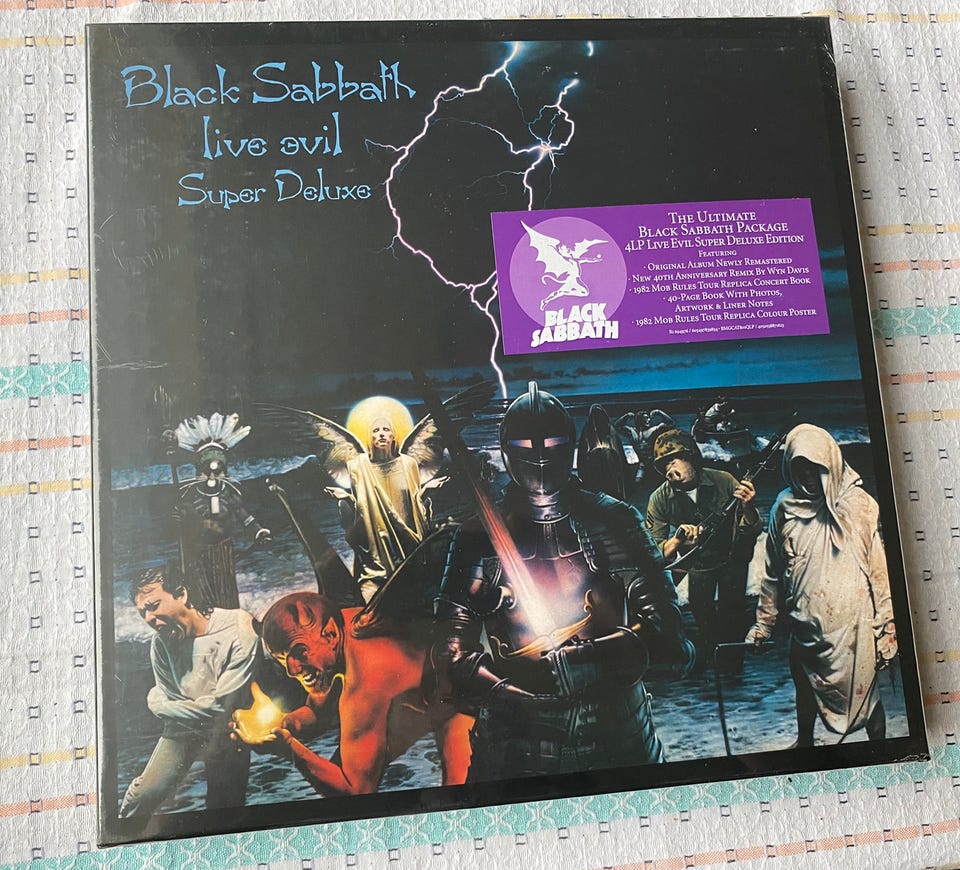 Black Sabbath
live evil
Super Deluxe
The Ultimate
Black Sabbath Package
4LP Live Evil Super Deluxe Edition
Featuring
· Original Album Newly Remastered
· New 40th Anniversary Remix By Wyn Davis
· 1982 Mob Rules Tour Replica Concert Book
· 40-Page Book With Photos,
Artwork & Liner Notes
· 1982 Mob Rules Tour Replica Colour Poster
BLACK
SABBATH